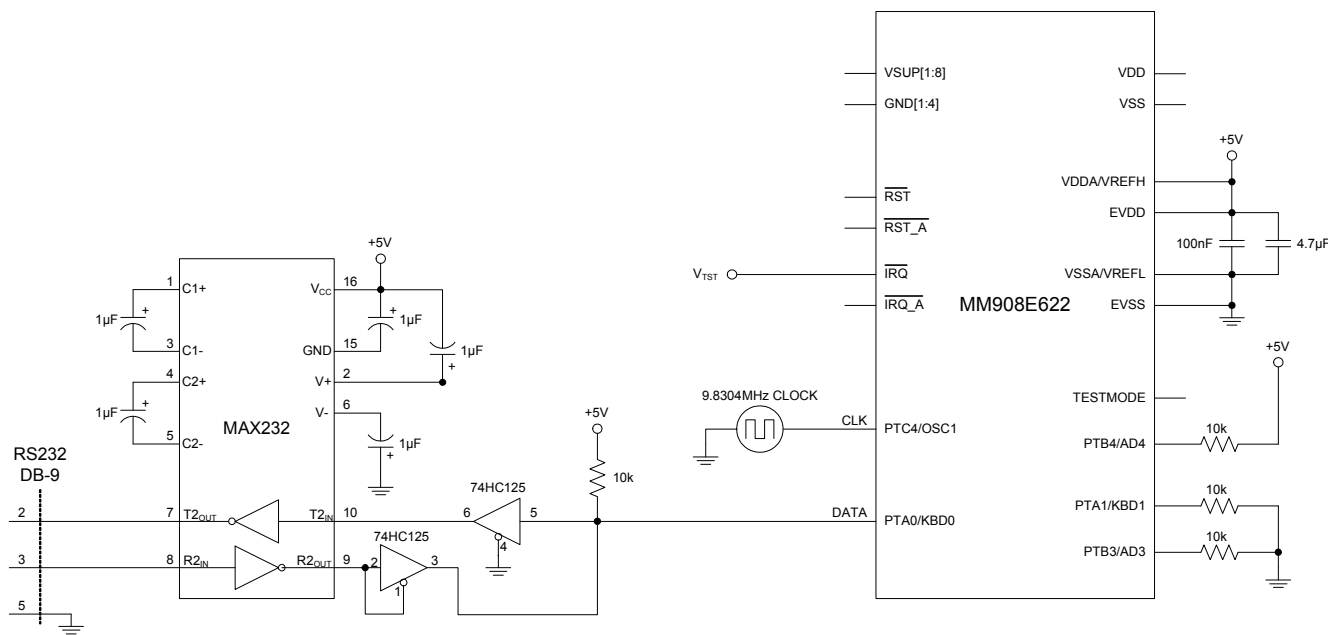 VSUP[1:8]
VDD
GND[1:4]
VSS
+5V
VDDA/VREFH
RST
EVDD
RST_A
100nF
4.7µF
VTST
IRQ
VSSA/VREFL
MM908E622
IRQ_A
EVSS
+5V
TESTMODE
9.8304MHz CLOCK
CLK
PTC4/OSC1
PTB4/AD4
10k
PTA1/KBD1
10k
DATA
PTA0/KBD0
PTB3/AD3
10k
+5V
1
C1+
VCC
16
1µF
+
+
1µF
3
C1-
GND
15
1µF
+
4
C2+
V+
2
1µF
+
V-
6
MAX232
1µF
+
5
C2-
+5V
10k
RS232
DB-9
74HC125
2
7
T2OUT
T2IN
10
6
5
4
74HC125
3
8
R2IN
R2OUT
9
2
3
1
5